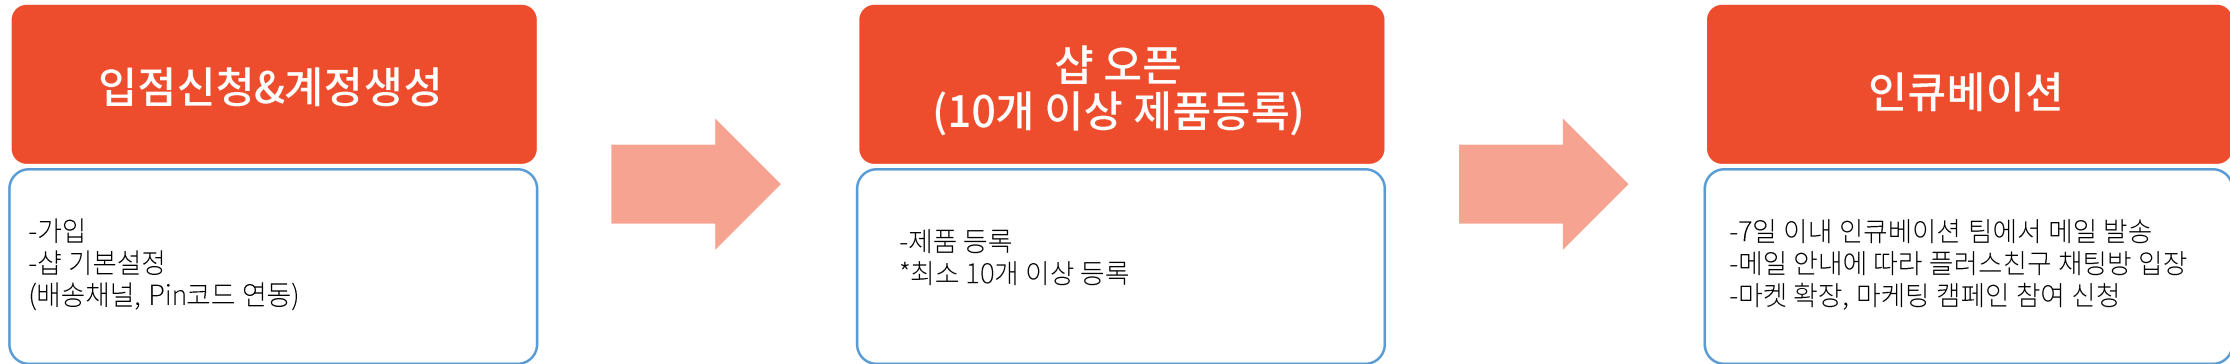 입점신청&계정생성
-가입
-샵 기본설정
(배송채널, Pin코드 연동)
샵 오픈
(10개 이상 제품등록)
-제품 등록
*최소 10개 이상 등록
인큐베이션
-7일 이내 인큐베이션 팀에서 메일 발송
-메일 안내에 따라 플러스친구 채팅방 입장
-마켓 확장, 마케팅 캠페인 참여 신청